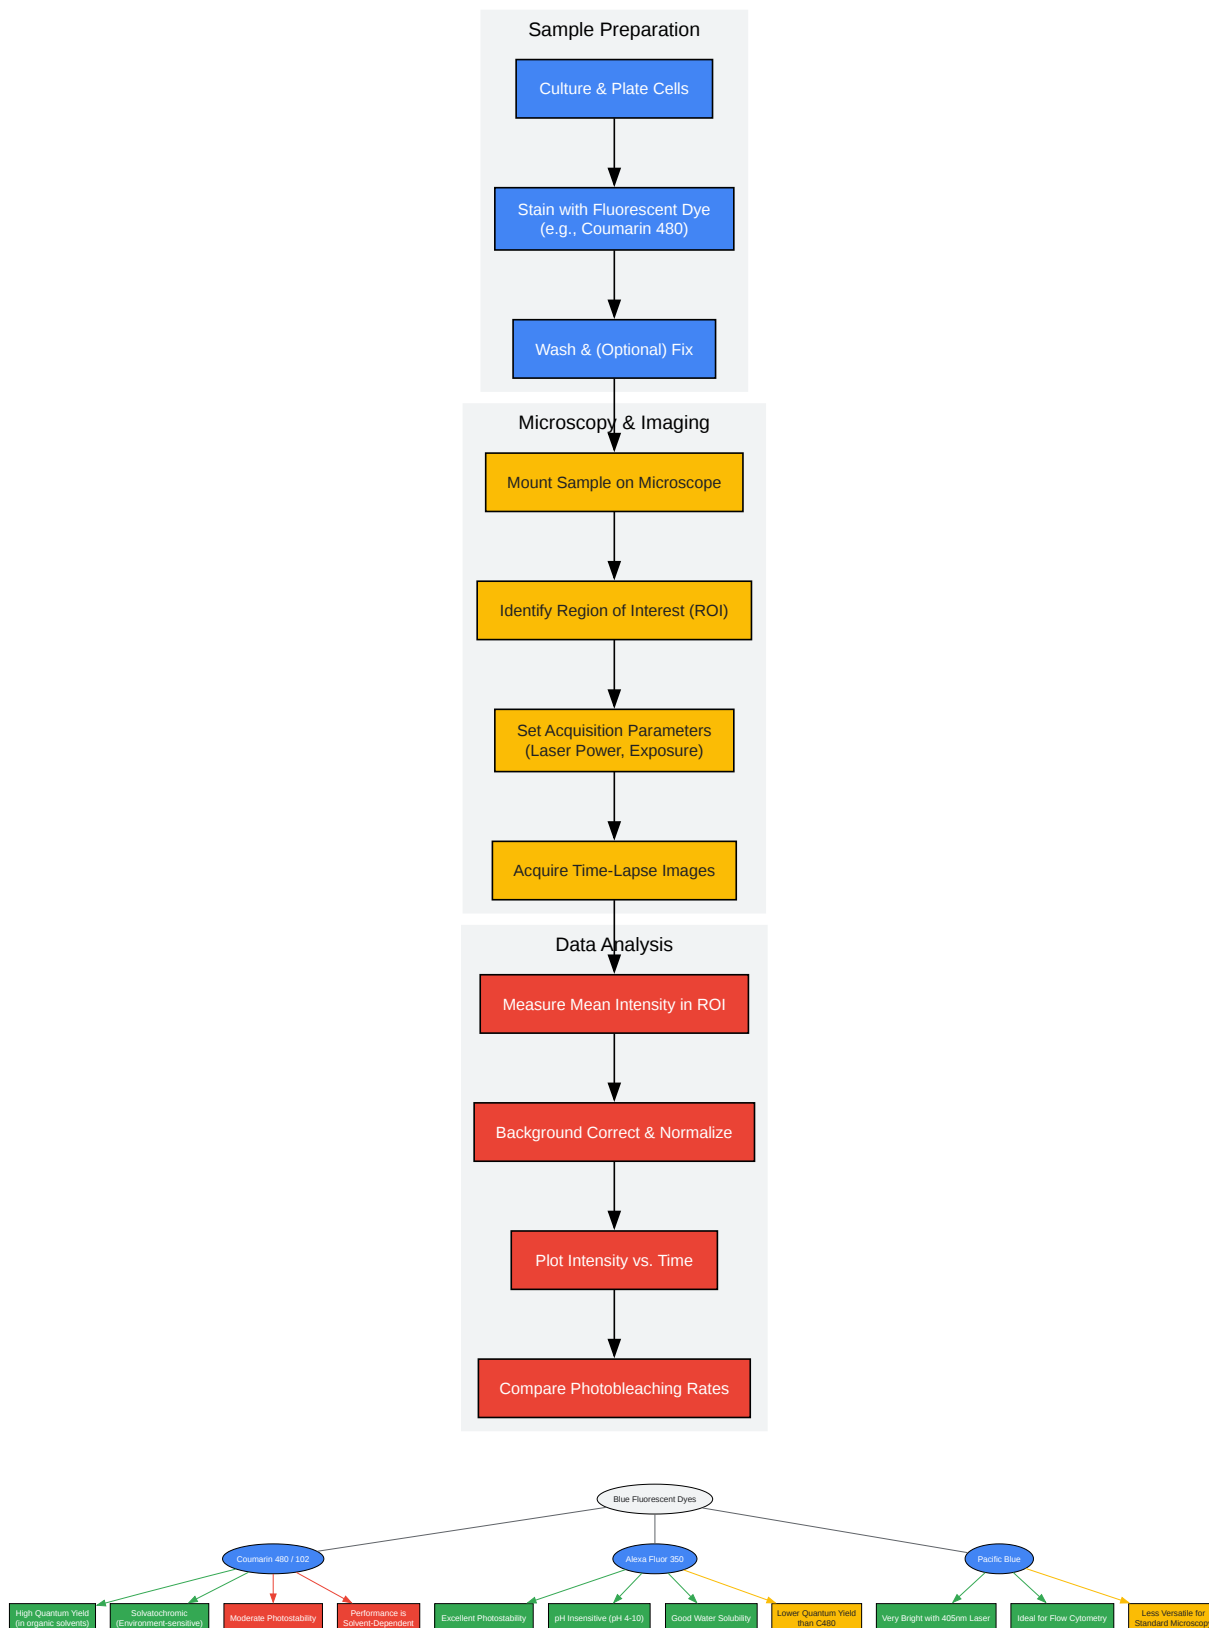 Sample Preparation
Culture & Plate Cells
Stain with Fluorescent Dye
(e.g., Coumarin 480)
Wash & (Optional) Fix
Microscopy & Imaging
Mount Sample on Microscope
Identify Region of Interest (ROI)
Set Acquisition Parameters
(Laser Power, Exposure)
Acquire Time-Lapse Images
Data Analysis
Measure Mean Intensity in ROI
Background Correct & Normalize
Plot Intensity vs. Time
Compare Photobleaching Rates
Blue Fluorescent Dyes
Coumarin 480 / 102
Alexa Fluor 350
Pacific Blue
High Quantum Yield
(in organic solvents)
Solvatochromic
(Environment-sensitive)
Moderate Photostability
Performance is
Solvent-Dependent
Excellent Photostability
pH Insensitive (pH 4-10)
Good Water Solubility
Lower Quantum Yield
than C480
Very Bright with 405nm Laser
Ideal for Flow Cytometry
Less Versatile for
Standard Microscopy